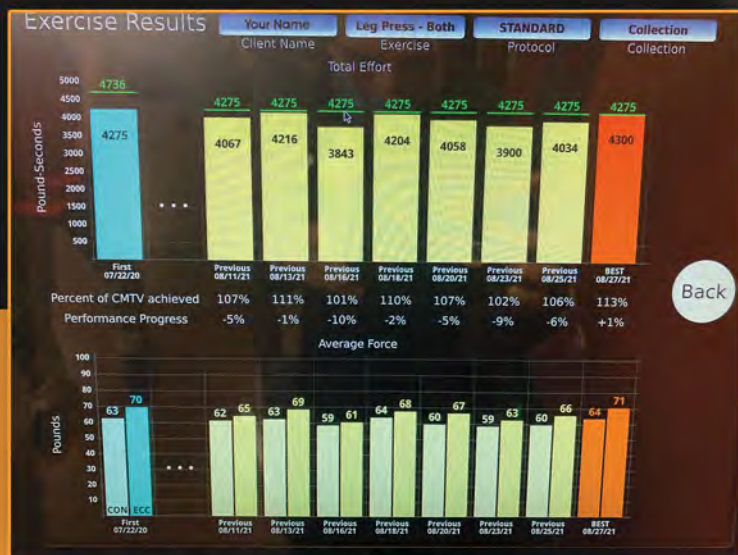 Exercise Results
Your Name
Client Name
Leg Press - Both
Exercise
STANDARD
Protocol
Collection
Collection
Total Effort
Pound-Seconds
5000
4500
4000
3500
3000
2500
2000
1500
1000
500
4736
4275 4275 4275 4275 4275 4275 4275 4275
4275
4067 4216 3843 4204 4058 3900 4034 4300
...
First Previous Previous Previous Previous Previous Previous Previous BEST
07/22/20 08/11/21 08/13/21 08/16/21 08/18/21 08/20/21 08/23/21 08/25/21 08/27/21
Percent of CMTV achieved 107% 111% 101% 110% 107% 102% 106% 113%
Performance Progress -5% -1% -10% -2% -5% -9% -6% +1%
Back
Average Force
Pounds
100
90
80
70
60
50
40
30
20
10
63 70 62 65 63 69 59 61 64 68 60 67 59 63 60 66 64 71
...
CON ECC
First Previous Previous Previous Previous Previous Previous Previous BEST
07/22/20 08/11/21 08/13/21 08/16/21 08/18/21 08/20/21 08/23/21 08/25/21 08/27/21